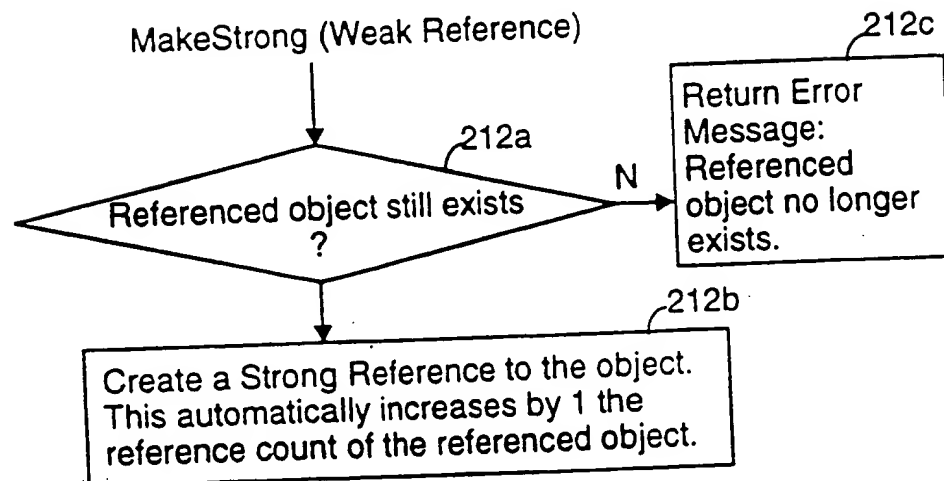 MakeStrong (Weak Reference)
212c
Return Error
Message:
Referenced
object no longer
exists.
212a
N
Referenced object still exists
?
212b
Create a Strong Reference to the object.
This automatically increases by 1 the
reference count of the referenced object.